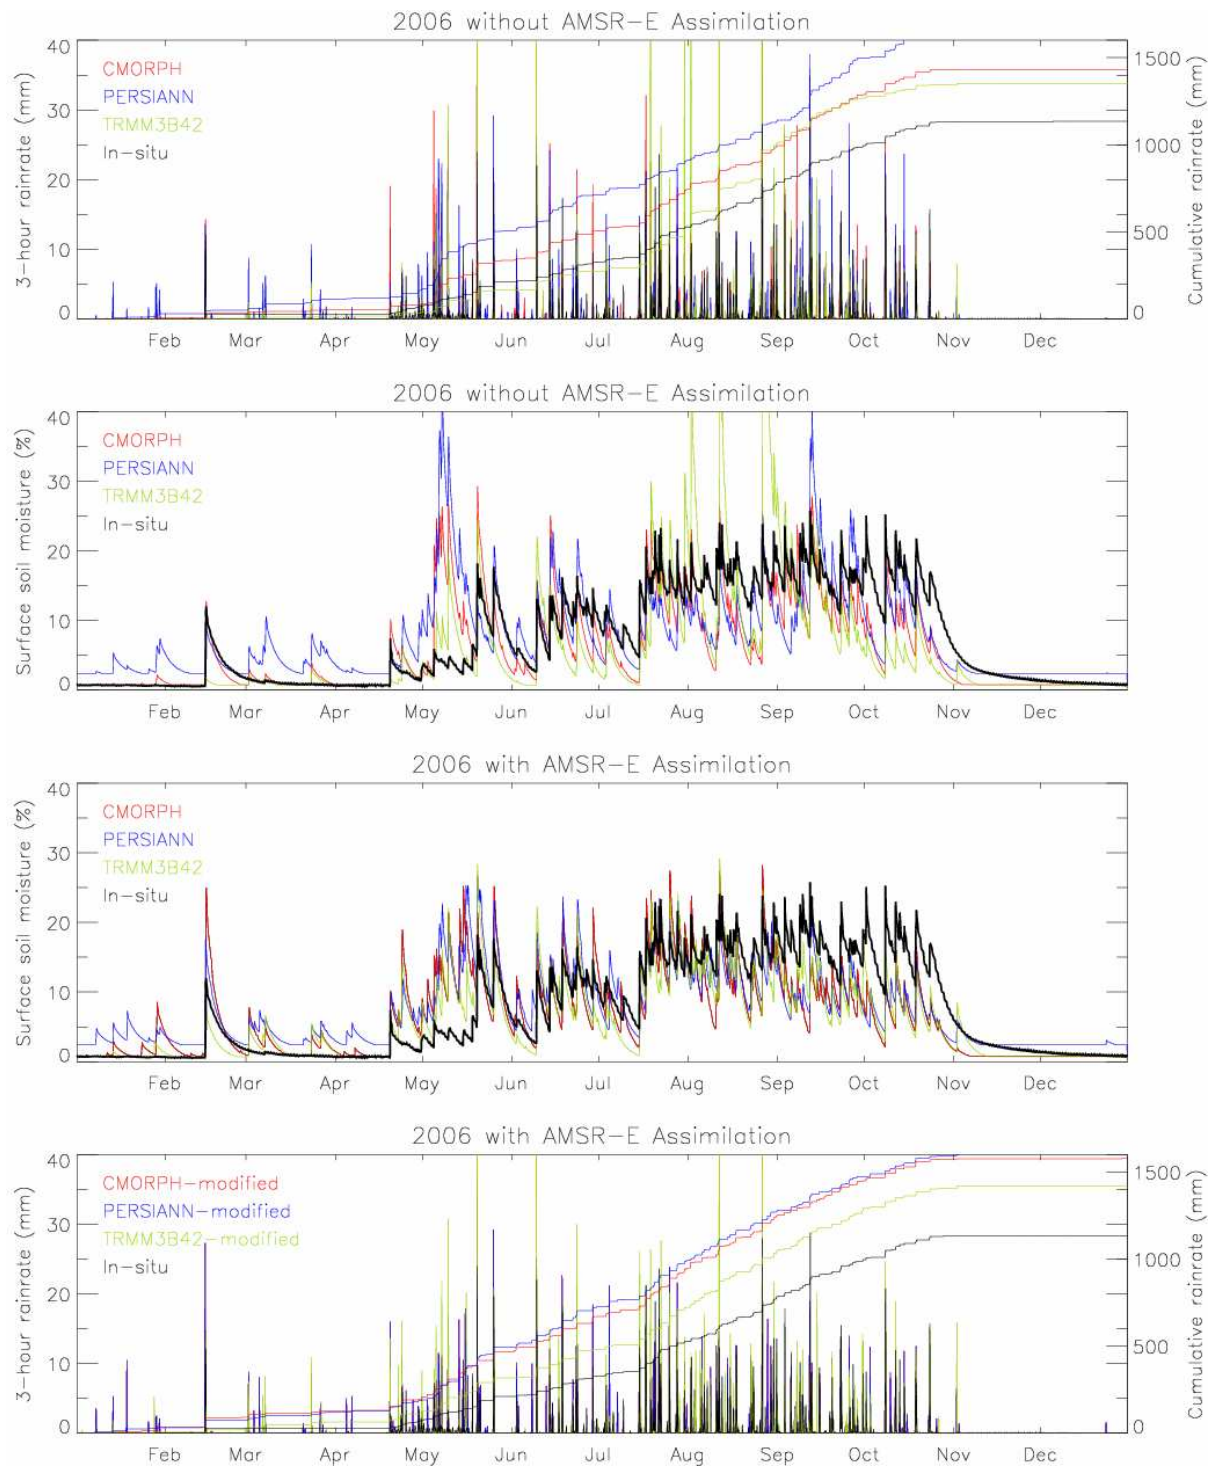 2006 without AMSR-E Assimilation
3-hour rainrate (mm)
40
30
20
10
0
CMORPH
PERSIANN
TRMM3B42
In-situ
1500
1000
500
0
Cumulative rainrate (mm)
Feb Mar Apr May Jun Jul Aug Sep Oct Nov Dec
2006 without AMSR-E Assimilation
Surface soil moisture (%)
40
30
20
10
0
CMORPH
PERSIANN
TRMM3B42
In-situ
Feb Mar Apr May Jun Jul Aug Sep Oct Nov Dec
2006 with AMSR-E Assimilation
Surface soil moisture (%)
40
30
20
10
0
CMORPH
PERSIANN
TRMM3B42
In-situ
Feb Mar Apr May Jun Jul Aug Sep Oct Nov Dec
2006 with AMSR-E Assimilation
3-hour rainrate (mm)
40
30
20
10
0
CMORPH-modified
PERSIANN-modified
TRMM3B42-modified
In-situ
1500
1000
500
0
Cumulative rainrate (mm)
Feb Mar Apr May Jun Jul Aug Sep Oct Nov Dec